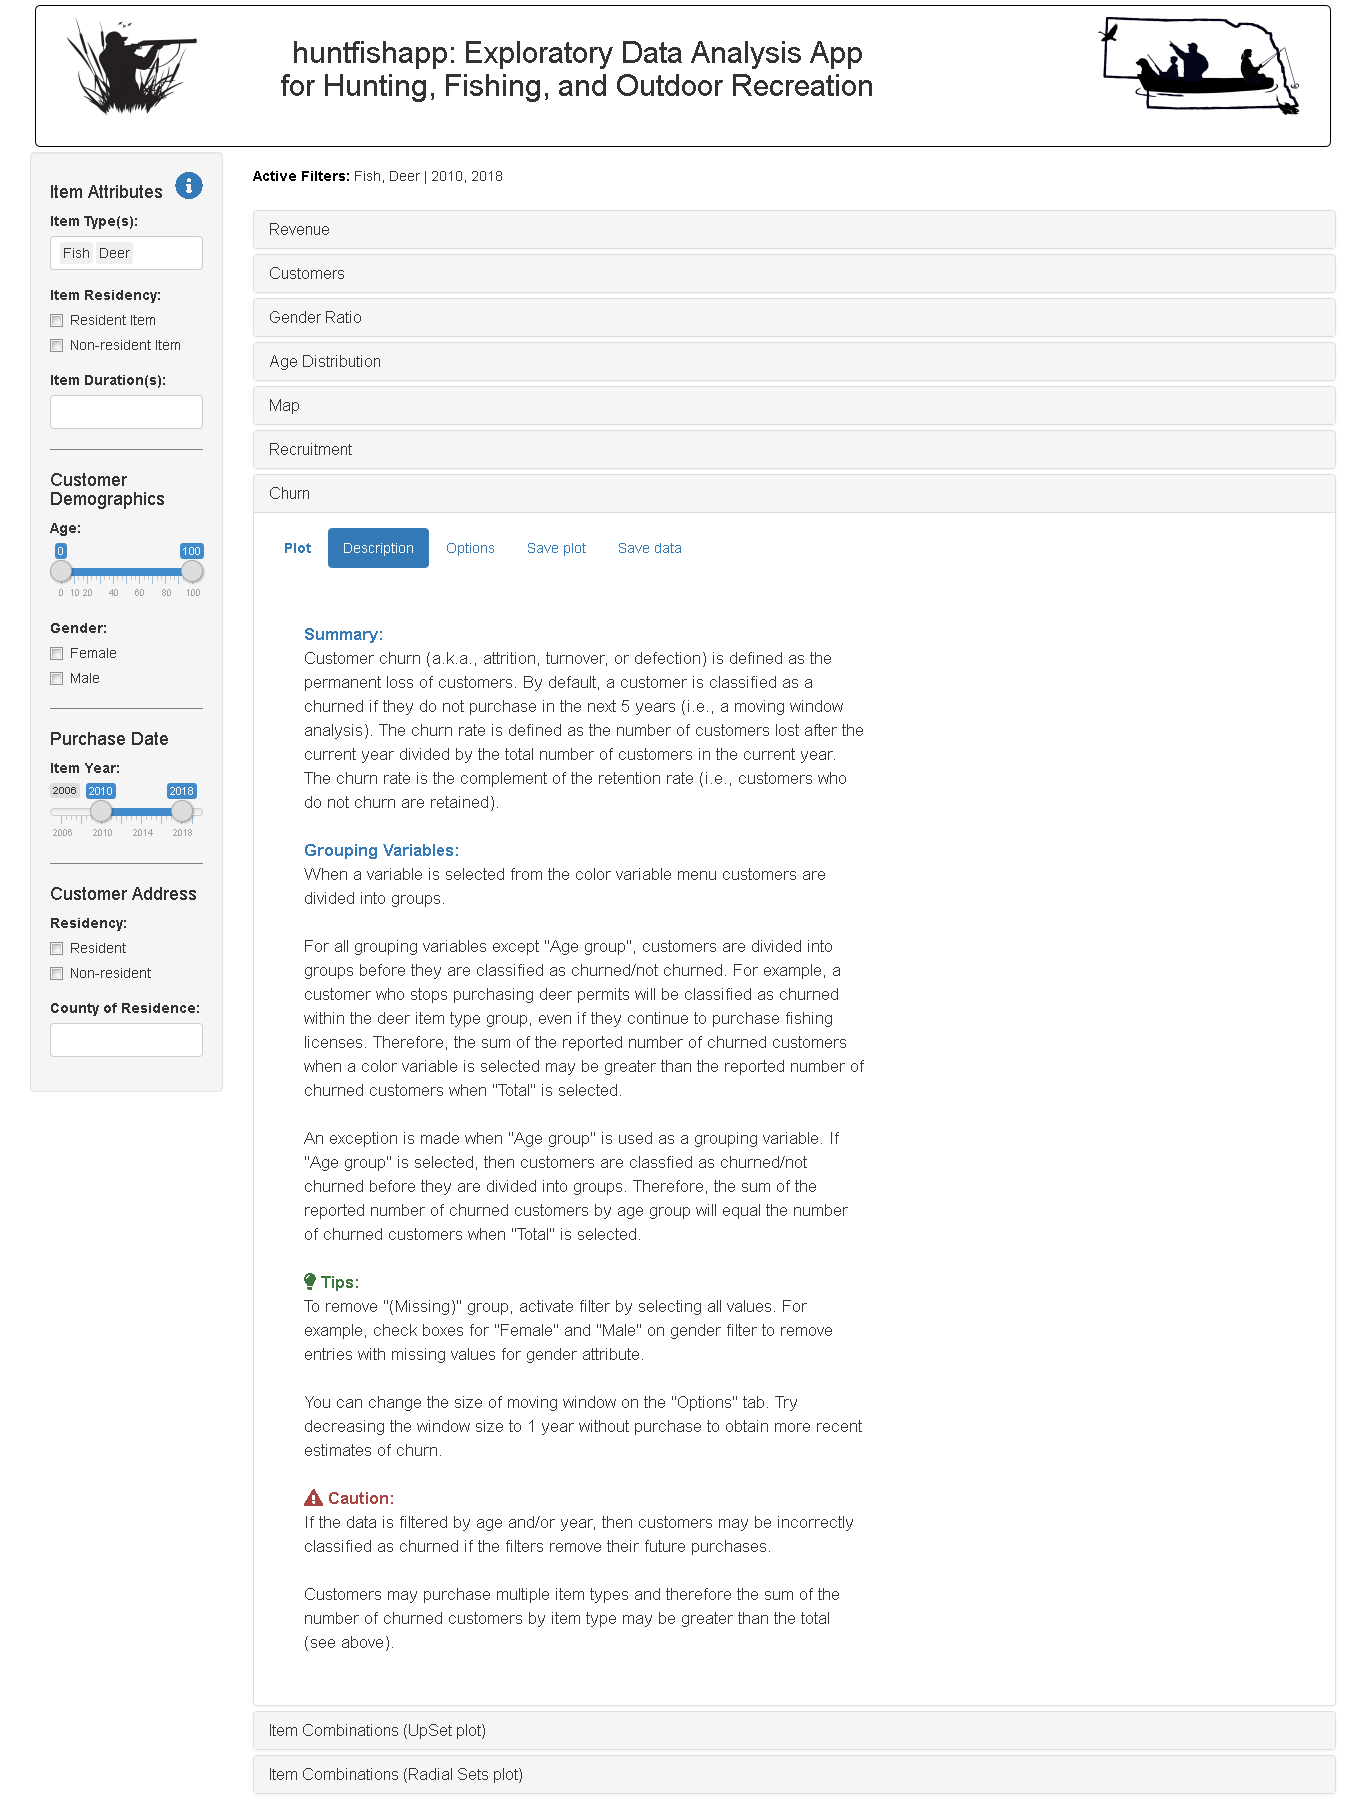 huntfishapp: Exploratory Data Analysis App
for Hunting, Fishing, and Outdoor Recreation
Item Attributes
Item Type(s):
Fish Deer
Item Residency:
Resident Item
Non-resident Item
Item Duration(s):
Customer
Demographics
Age:
0 100
0 10 20 40 60 80 100
Gender:
Female
Male
Purchase Date
Item Year:
2006 2010 2018
2006 2010 2014 2018
Customer Address
Residency:
Resident
Non-resident
County of Residence:
Active Filters: Fish, Deer | 2010, 2018
Revenue
Customers
Gender Ratio
Age Distribution
Map
Recruitment
Churn
Plot Description Options Save plot Save data
Summary:
Customer churn (a.k.a., attrition, turnover, or defection) is defined as the
permanent loss of customers. By default, a customer is classified as a
churned if they do not purchase in the next 5 years (i.e., a moving window
analysis). The churn rate is defined as the number of customers lost after the
current year divided by the total number of customers in the current year.
The churn rate is the complement of the retention rate (i.e., customers who
do not churn are retained).
Grouping Variables:
When a variable is selected from the color variable menu customers are
divided into groups.
For all grouping variables except "Age group", customers are divided into
groups before they are classified as churned/not churned. For example, a
customer who stops purchasing deer permits will be classified as churned
within the deer item type group, even if they continue to purchase fishing
licenses. Therefore, the sum of the reported number of churned customers
when a color variable is selected may be greater than the reported number of
churned customers when "Total" is selected.
An exception is made when "Age group" is used as a grouping variable. If
"Age group" is selected, then customers are classfied as churned/not
churned before they are divided into groups. Therefore, the sum of the
reported number of churned customers by age group will equal the number
of churned customers when "Total" is selected.
Tips:
To remove "(Missing)" group, activate filter by selecting all values. For
example, check boxes for "Female" and "Male" on gender filter to remove
entries with missing values for gender attribute.
You can change the size of moving window on the "Options" tab. Try
decreasing the window size to 1 year without purchase to obtain more recent
estimates of churn.
Caution:
If the data is filtered by age and/or year, then customers may be incorrectly
classified as churned if the filters remove their future purchases.
Customers may purchase multiple item types and therefore the sum of the
number of churned customers by item type may be greater than the total
(see above).
Item Combinations (UpSet plot)
Item Combinations (Radial Sets plot)